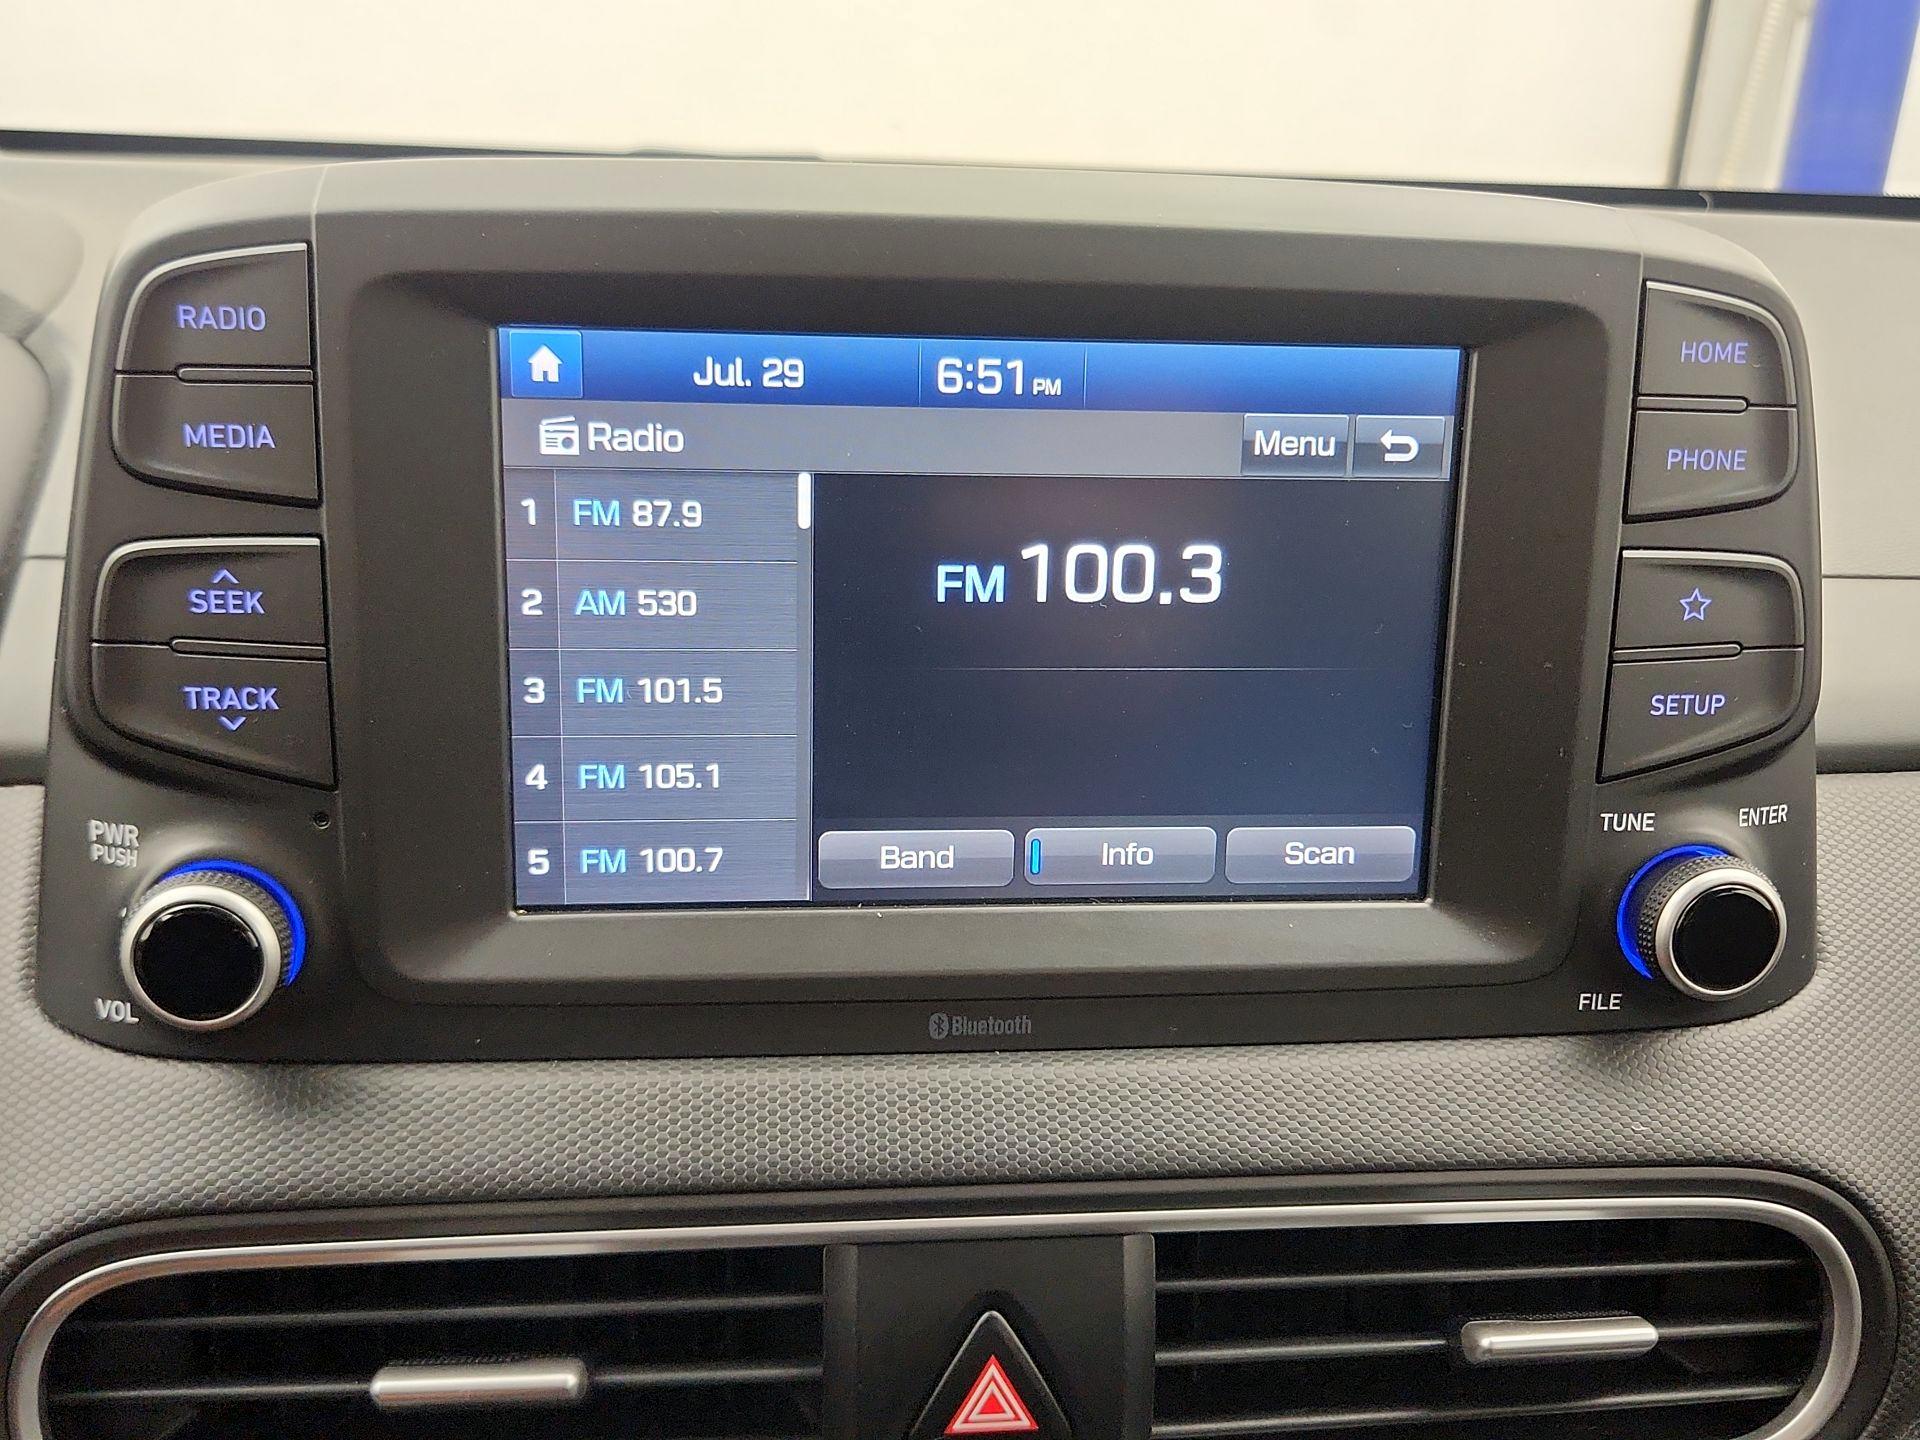 RADIO
MEDIA
SEEK
TRACK
PWR
PUSH
VOL
Jul. 29
6:51 PM
Radio
Menu
1 FM 87.9
2 AM 530
3 FM 101.5
4 FM 105.1
5 FM 100.7
FM 100.3
Band
Info
Scan
HOME
PHONE
SETUP
TUNE
ENTER
FILE
Bluetooth